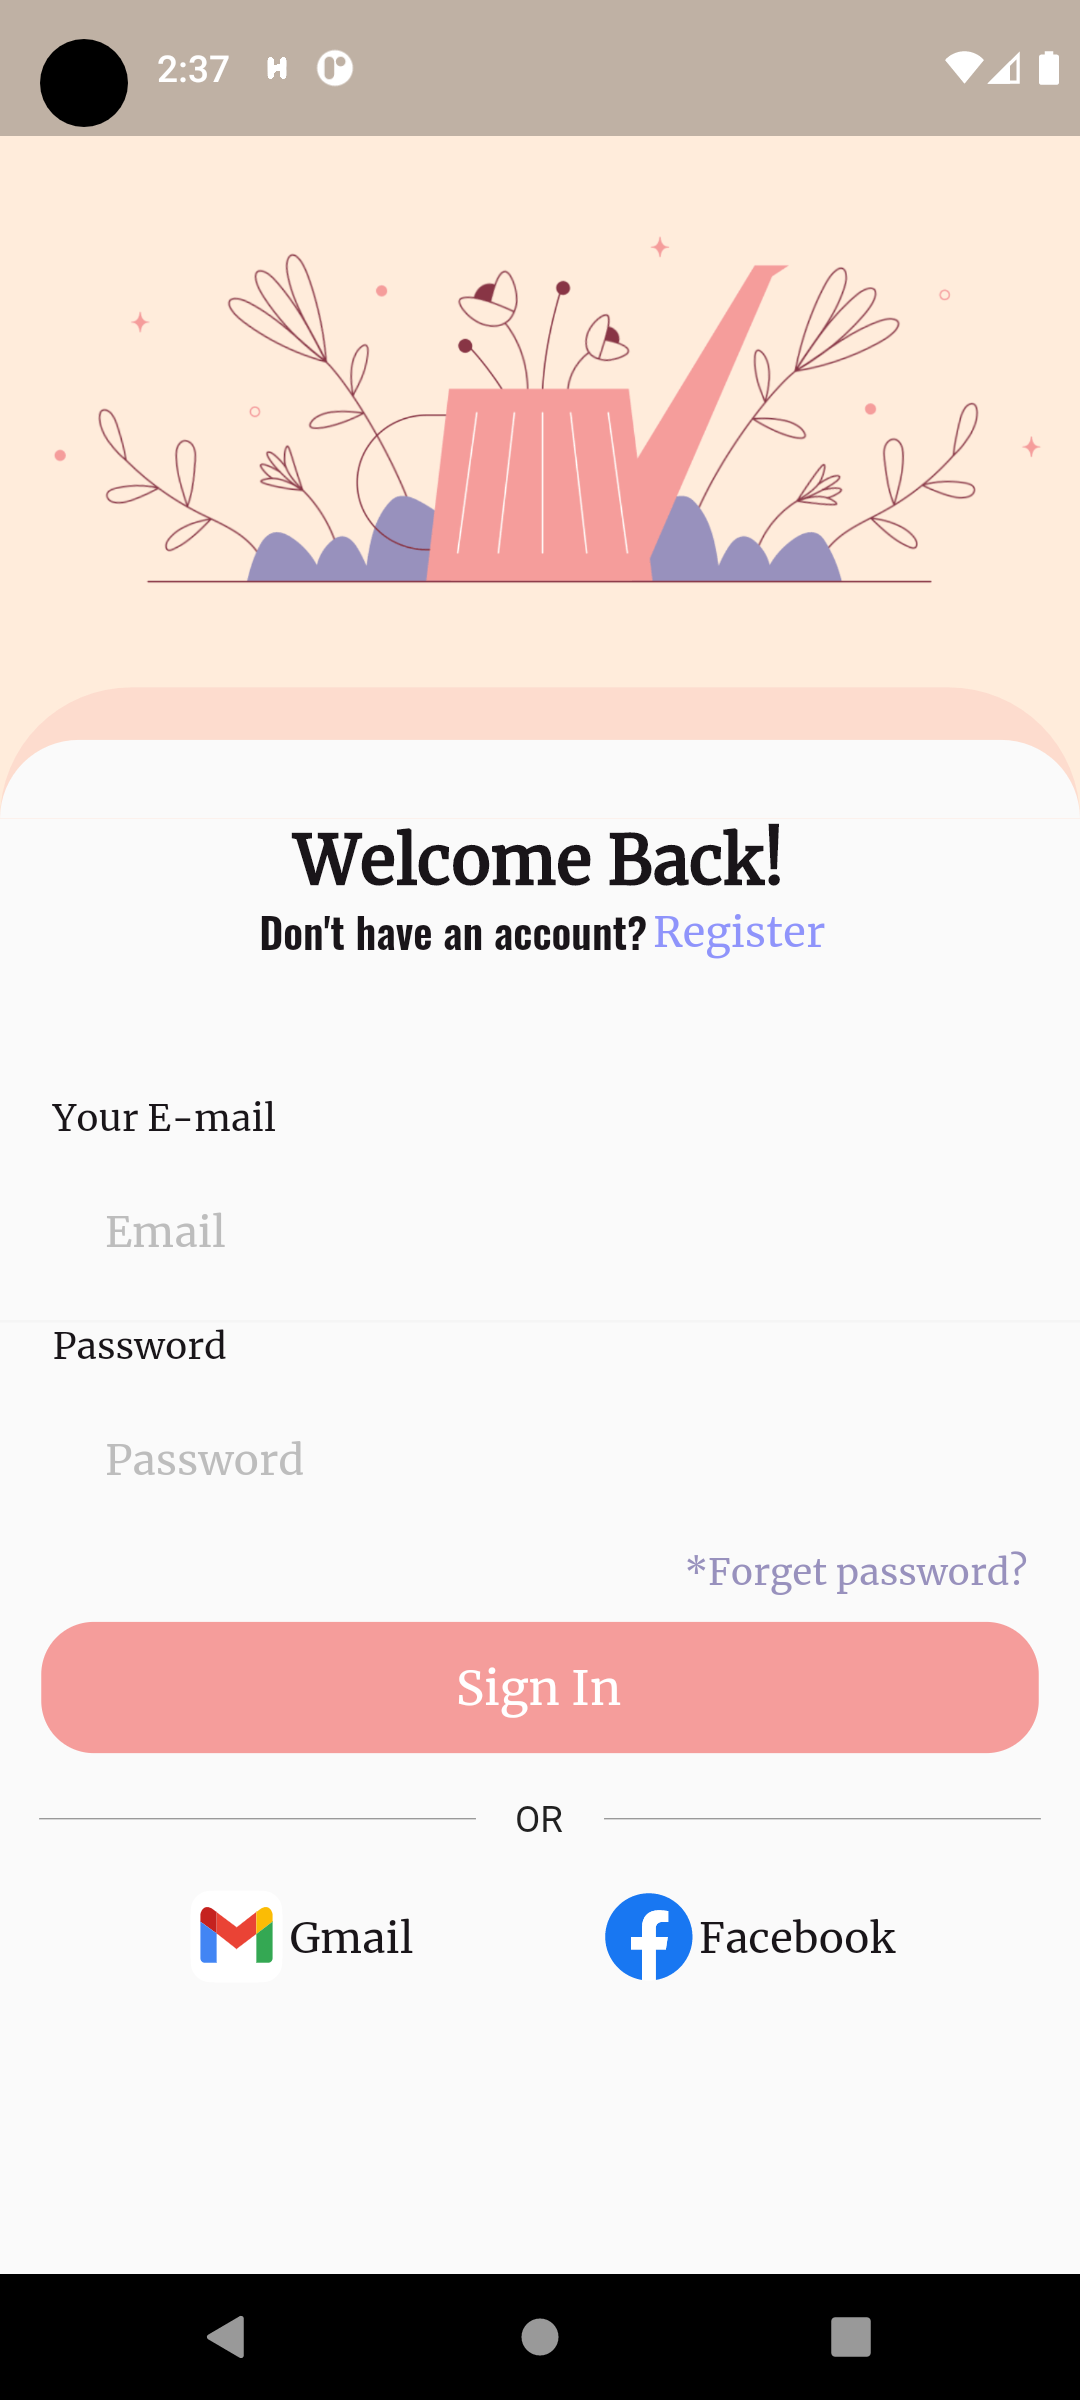 2:37
Welcome Back!
Don't have an account? Register
Your E-mail
Email
Password
Password
*Forget password?
Sign In
OR
Gmail
Facebook